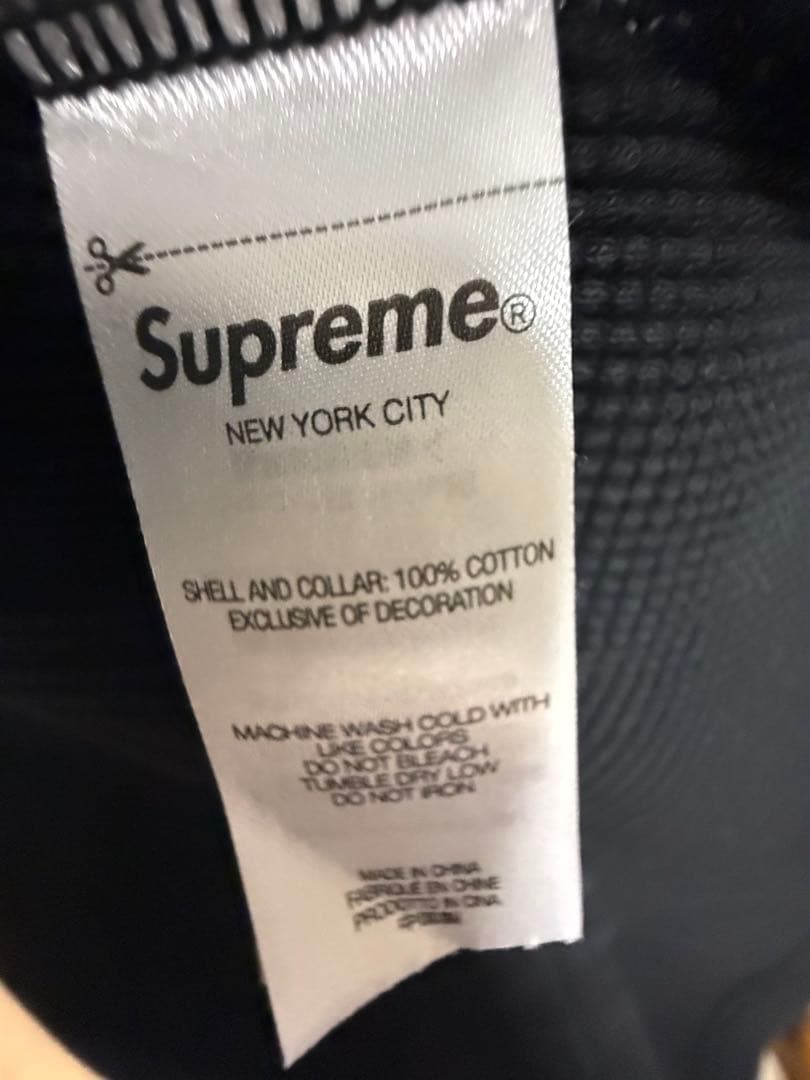 Supreme®
NEW YORK CITY
SHELL AND COLLAR: 100% COTTON
EXCLUSIVE OF DECORATION
MACHINE WASH COLD WITH
LIKE COLORS
DO NOT BLEACH
TUMBLE DRY LOW
DO NOT IRON
MADE IN CHINA
FABRIQUÉ EN CHINE
PRODOTTO IN CINA